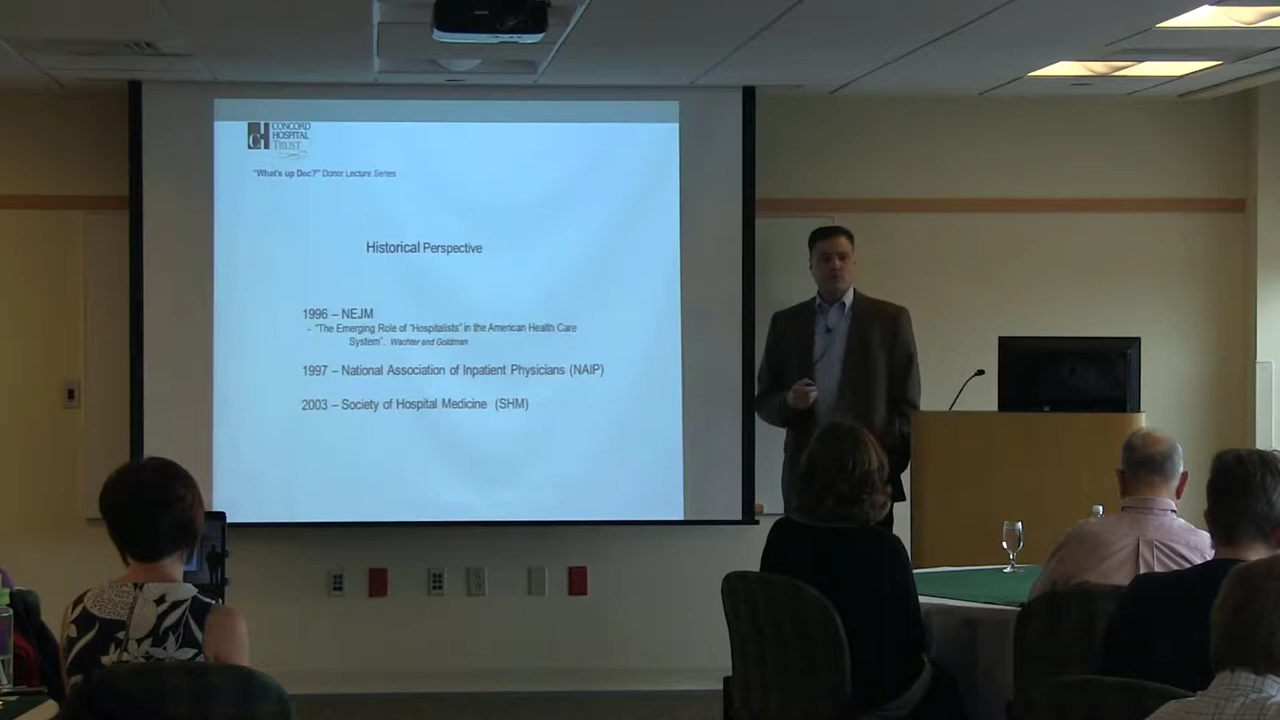 CH
CONCORD
HOSPITAL
TRUST
"What's up Doc?" Donor Lecture Series
Historical Perspective
1996 – NEJM
- "The Emerging Role of "Hospitalists" in the American Health Care
System". Wachter and Goldman
1997 – National Association of Inpatient Physicians (NAIP)
2003 – Society of Hospital Medicine (SHM)